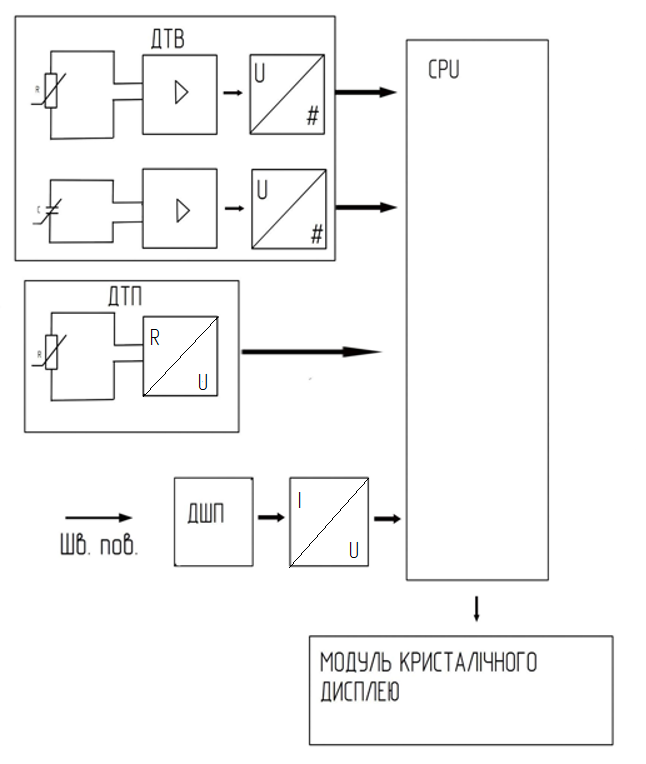 ДТВ
CPU
U
#
C
U
#
ДТП
R
U
ДШП
I
U
Шв. пов.
МОДУЛЬ КРИСТАЛІЧНОГО
ДИСПЛЕЮ